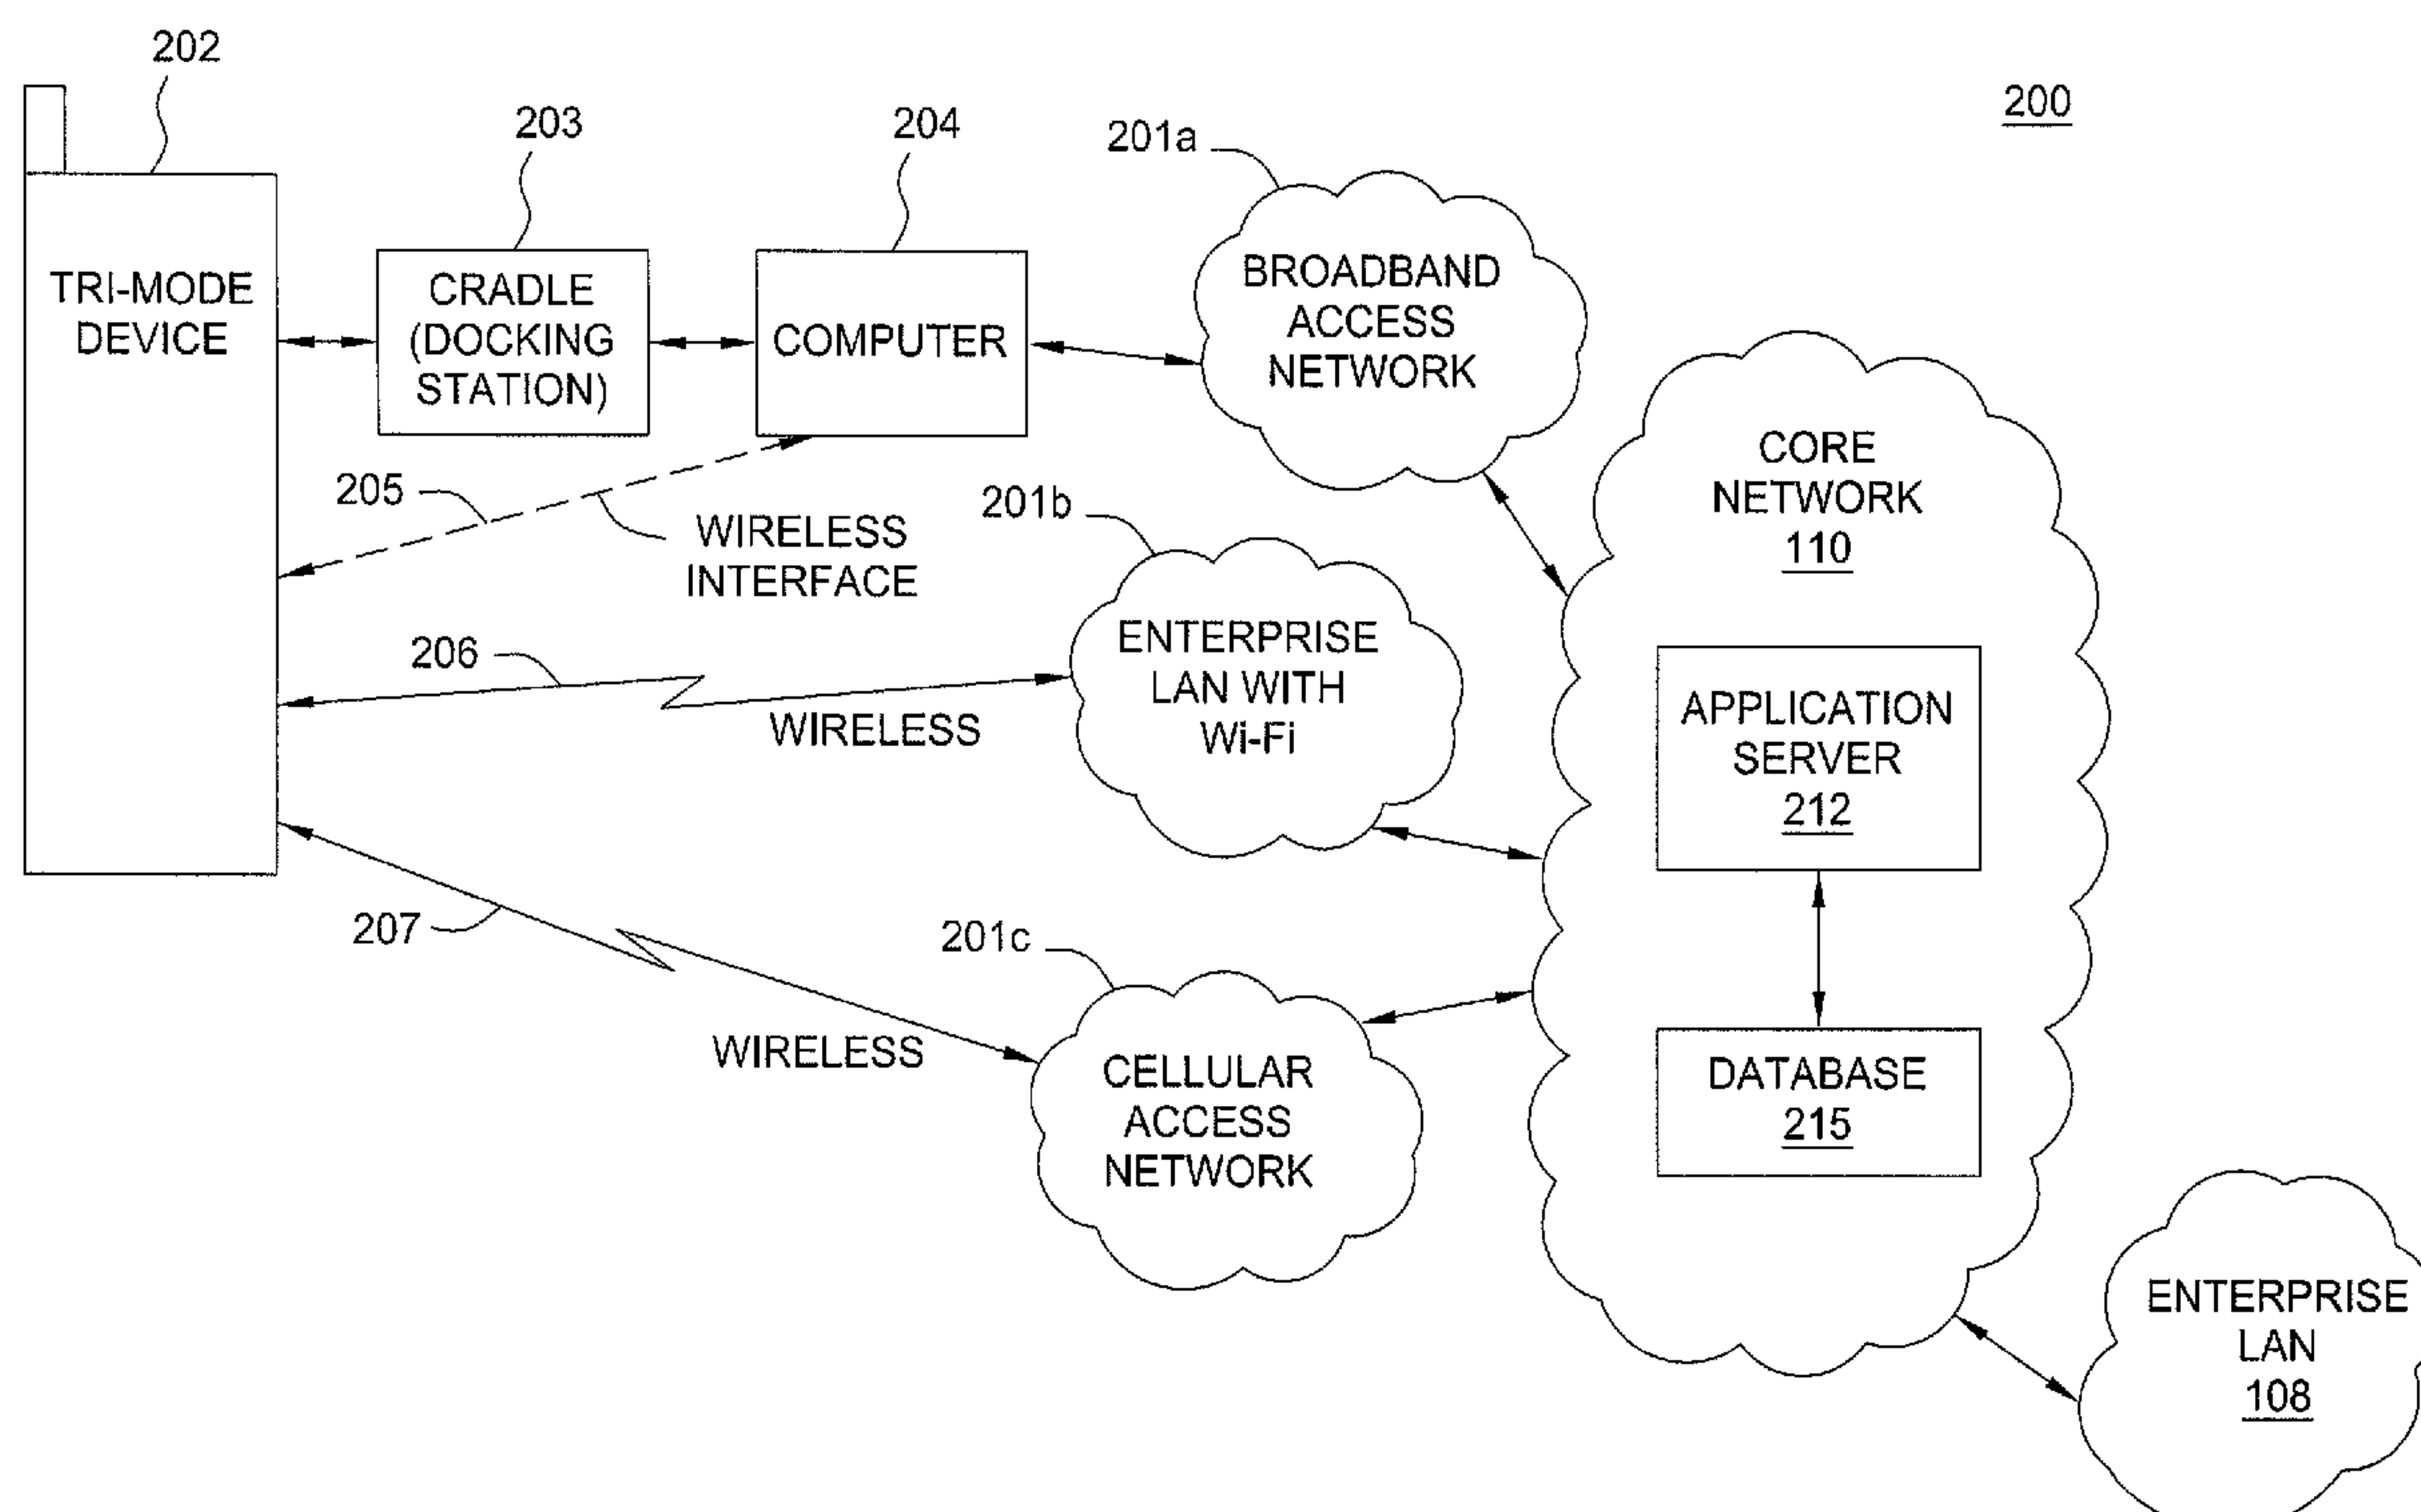 202
203
204
201a
200
TRI-MODE
DEVICE
CRADLE
(DOCKING
STATION)
COMPUTER
BROADBAND
ACCESS
NETWORK
205
WIRELESS
INTERFACE
201b
CORE
NETWORK
110
206
WIRELESS
ENTERPRISE
LAN WITH
Wi-Fi
APPLICATION
SERVER
212
207
WIRELESS
201c
CELLULAR
ACCESS
NETWORK
DATABASE
215
ENTERPRISE
LAN
108